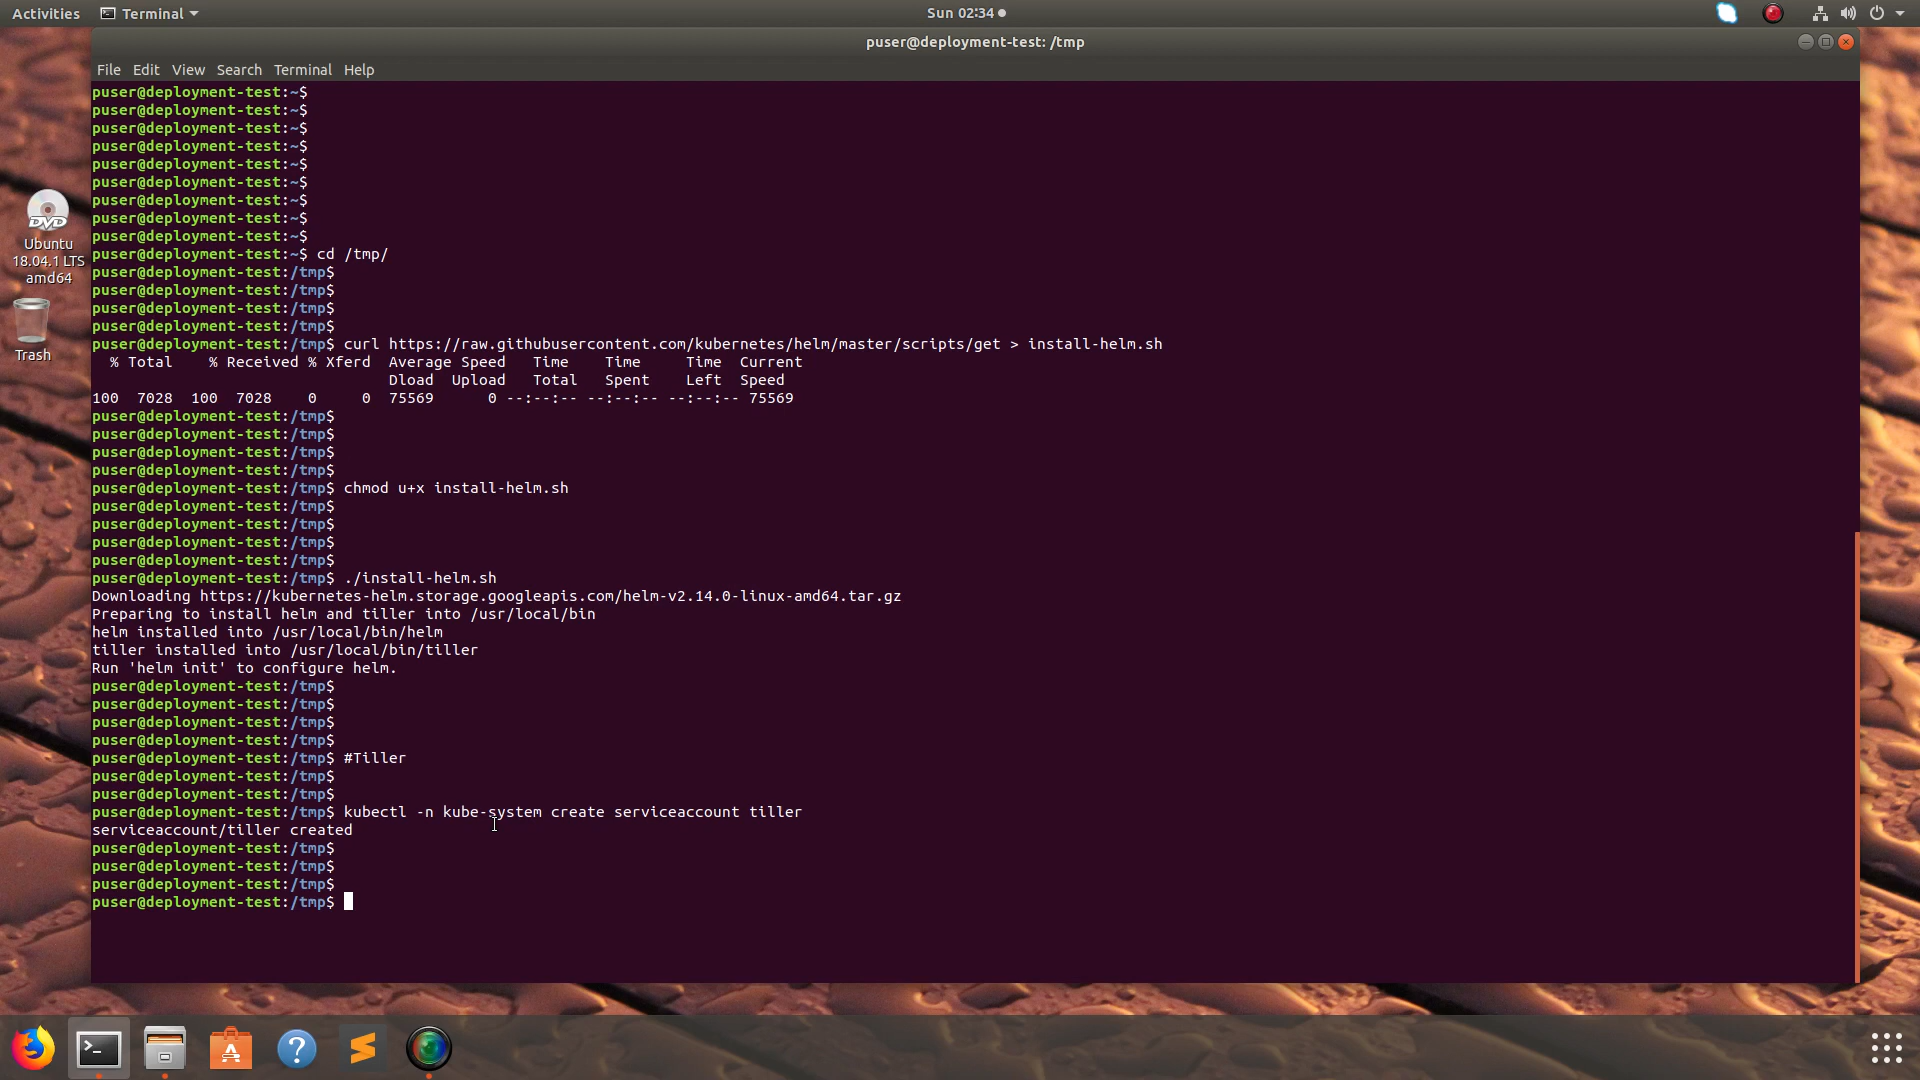 Activities Terminal Sun 02:34
puser@deployment-test: /tmp
File Edit View Search Terminal Help
puser@deployment-test:~$
puser@deployment-test:~$
puser@deployment-test:~$
puser@deployment-test:~$
puser@deployment-test:~$
puser@deployment-test:~$
puser@deployment-test:~$
puser@deployment-test:~$
puser@deployment-test:~$
puser@deployment-test:~$ cd /tmp/
puser@deployment-test:/tmp$
puser@deployment-test:/tmp$
puser@deployment-test:/tmp$
puser@deployment-test:/tmp$
puser@deployment-test:/tmp$ curl https://raw.githubusercontent.com/kubernetes/helm/master/scripts/get > install-helm.sh
% Total % Received % Xferd Average Speed Time Time Time Current
Dload Upload Total Spent Left Speed
100 7028 100 7028 0 0 75569 0 --:--:-- --:--:-- --:--:-- 75569
puser@deployment-test:/tmp$
puser@deployment-test:/tmp$
puser@deployment-test:/tmp$
puser@deployment-test:/tmp$
puser@deployment-test:/tmp$ chmod u+x install-helm.sh
puser@deployment-test:/tmp$
puser@deployment-test:/tmp$
puser@deployment-test:/tmp$
puser@deployment-test:/tmp$
puser@deployment-test:/tmp$ ./install-helm.sh
Downloading https://kubernetes-helm.storage.googleapis.com/helm-v2.14.0-linux-amd64.tar.gz
Preparing to install helm and tiller into /usr/local/bin
helm installed into /usr/local/bin/helm
tiller installed into /usr/local/bin/tiller
Run 'helm init' to configure helm.
puser@deployment-test:/tmp$
puser@deployment-test:/tmp$
puser@deployment-test:/tmp$
puser@deployment-test:/tmp$
puser@deployment-test:/tmp$ #Tiller
puser@deployment-test:/tmp$
puser@deployment-test:/tmp$
puser@deployment-test:/tmp$ kubectl -n kube-system create serviceaccount tiller
serviceaccount/tiller created
puser@deployment-test:/tmp$
puser@deployment-test:/tmp$
puser@deployment-test:/tmp$
puser@deployment-test:/tmp$
DVD
Ubuntu
18.04.1 LTS
amd64
Trash